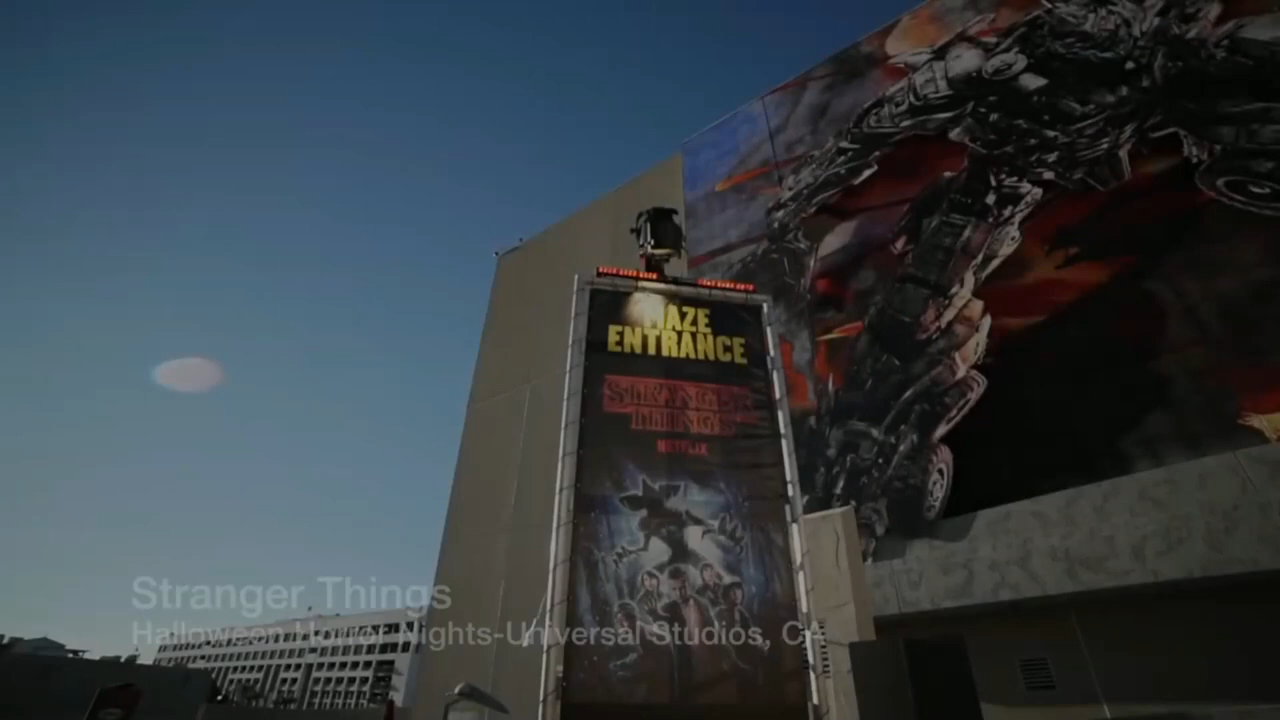 MAZE
ENTRANCE
STRANGER
THINGS
NETFLIX
Stranger Things
Halloween Horror Nights-Universal Studios, CA